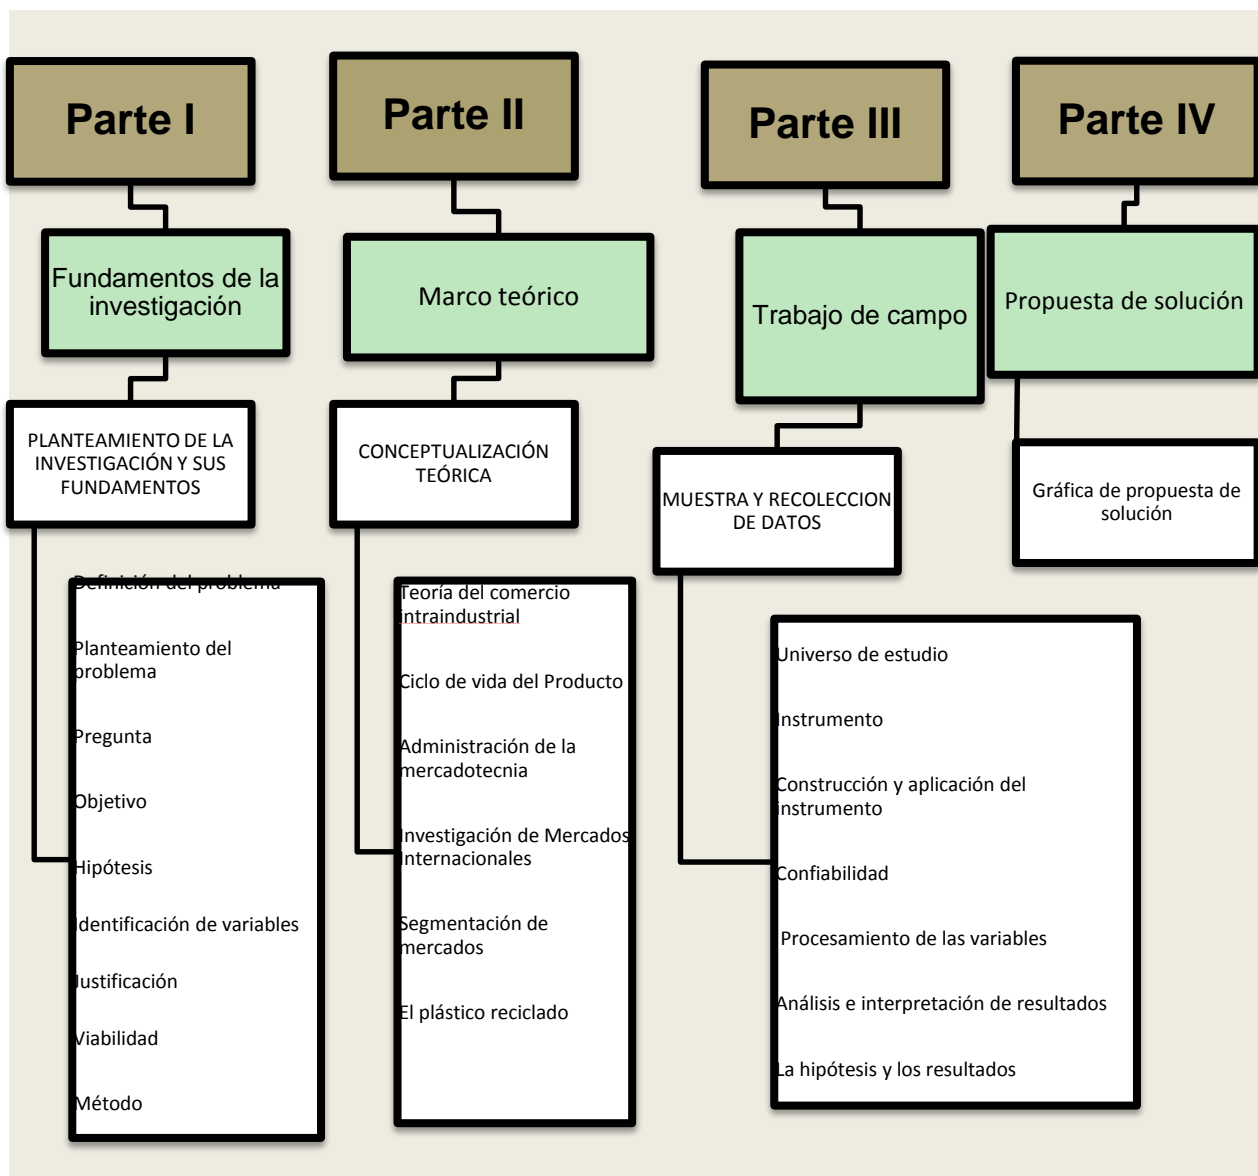 Parte I
Fundamentos de la
investigación
PLANTEAMIENTO DE LA
INVESTIGACIÓN Y SUS
FUNDAMENTOS
Definición del problema
Planteamiento del
problema
Pregunta
Objetivo
Hipótesis
Identificación de variables
Justificación
Viabilidad
Método
Parte II
Marco teórico
CONCEPTUALIZACIÓN
TEÓRICA
Teoría del comercio
intraindustrial
Ciclo de vida del Producto
Administración de la
mercadotecnia
Investigación de Mercados
Internacionales
Segmentación de
mercados
El plástico reciclado
Parte III
Trabajo de campo
MUESTRA Y RECOLECCION
DE DATOS
Universo de estudio
Instrumento
Construcción y aplicación del
instrumento
Confiabilidad
Procesamiento de las variables
Análisis e interpretación de resultados
La hipótesis y los resultados
Parte IV
Propuesta de solución
Gráfica de propuesta de
solución